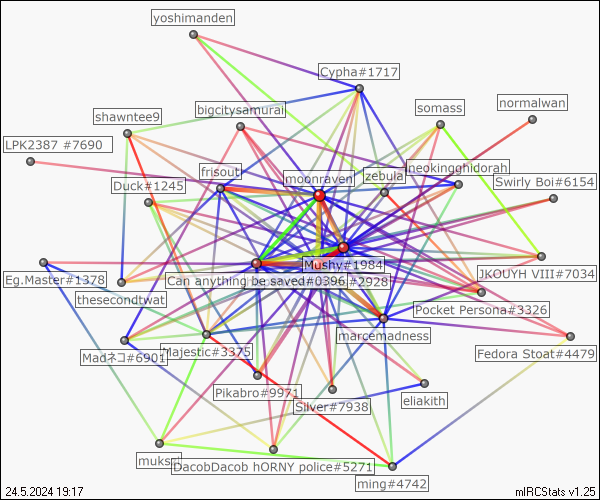 yoshimanden
Cypha#1717
bigcitysamurai
somass
normalwan
shawntee9
LPK2387 #7690
frisout
moonraven
zebula
neokingghidorah
Swirly Boi#6154
Duck#1245
Mushy#1984
Eg.Master#1378
Can anything be saved#0396
#2928
JKOUYH VIII#7034
thesecondtwat
Pocket Persona#3326
marcemadness
Madネコ#6901
Majestic#3375
Fedora Stoat#4479
Pikabro#9971
Silver#7938
eliakith
muksu
DacobDacob hORNY police#5271
ming#4742
24.5.2024 19:17
mIRCStats v1.25